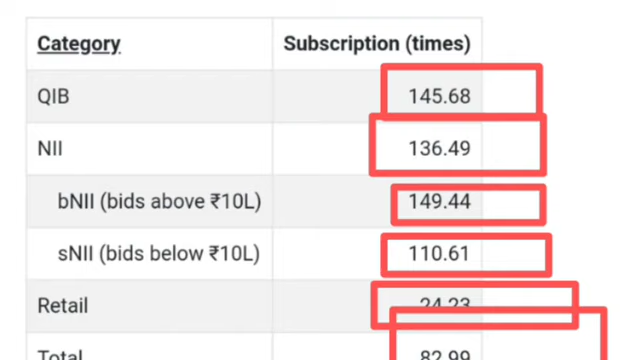 Category Subscription (times)
QIB 145.68
NII 136.49
bNII (bids above ₹10L) 149.44
sNII (bids below ₹10L) 110.61
Retail 24.23
Total 82.99